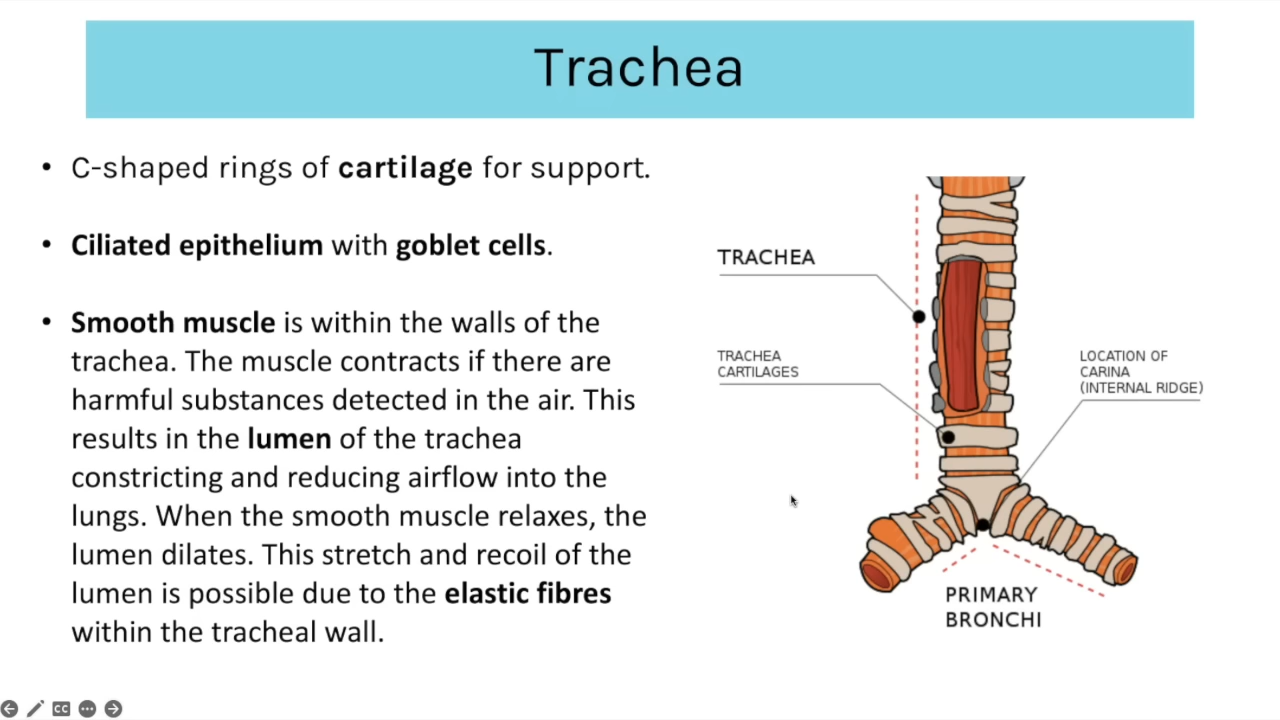 Trachea
• C-shaped rings of cartilage for support.
• Ciliated epithelium with goblet cells.
• Smooth muscle is within the walls of the
trachea. The muscle contracts if there are
harmful substances detected in the air. This
results in the lumen of the trachea
constricting and reducing airflow into the
lungs. When the smooth muscle relaxes, the
lumen dilates. This stretch and recoil of the
lumen is possible due to the elastic fibres
within the tracheal wall.
TRACHEA
TRACHEA
CARTILAGES
LOCATION OF
CARINA
(INTERNAL RIDGE)
PRIMARY
BRONCHI
CC